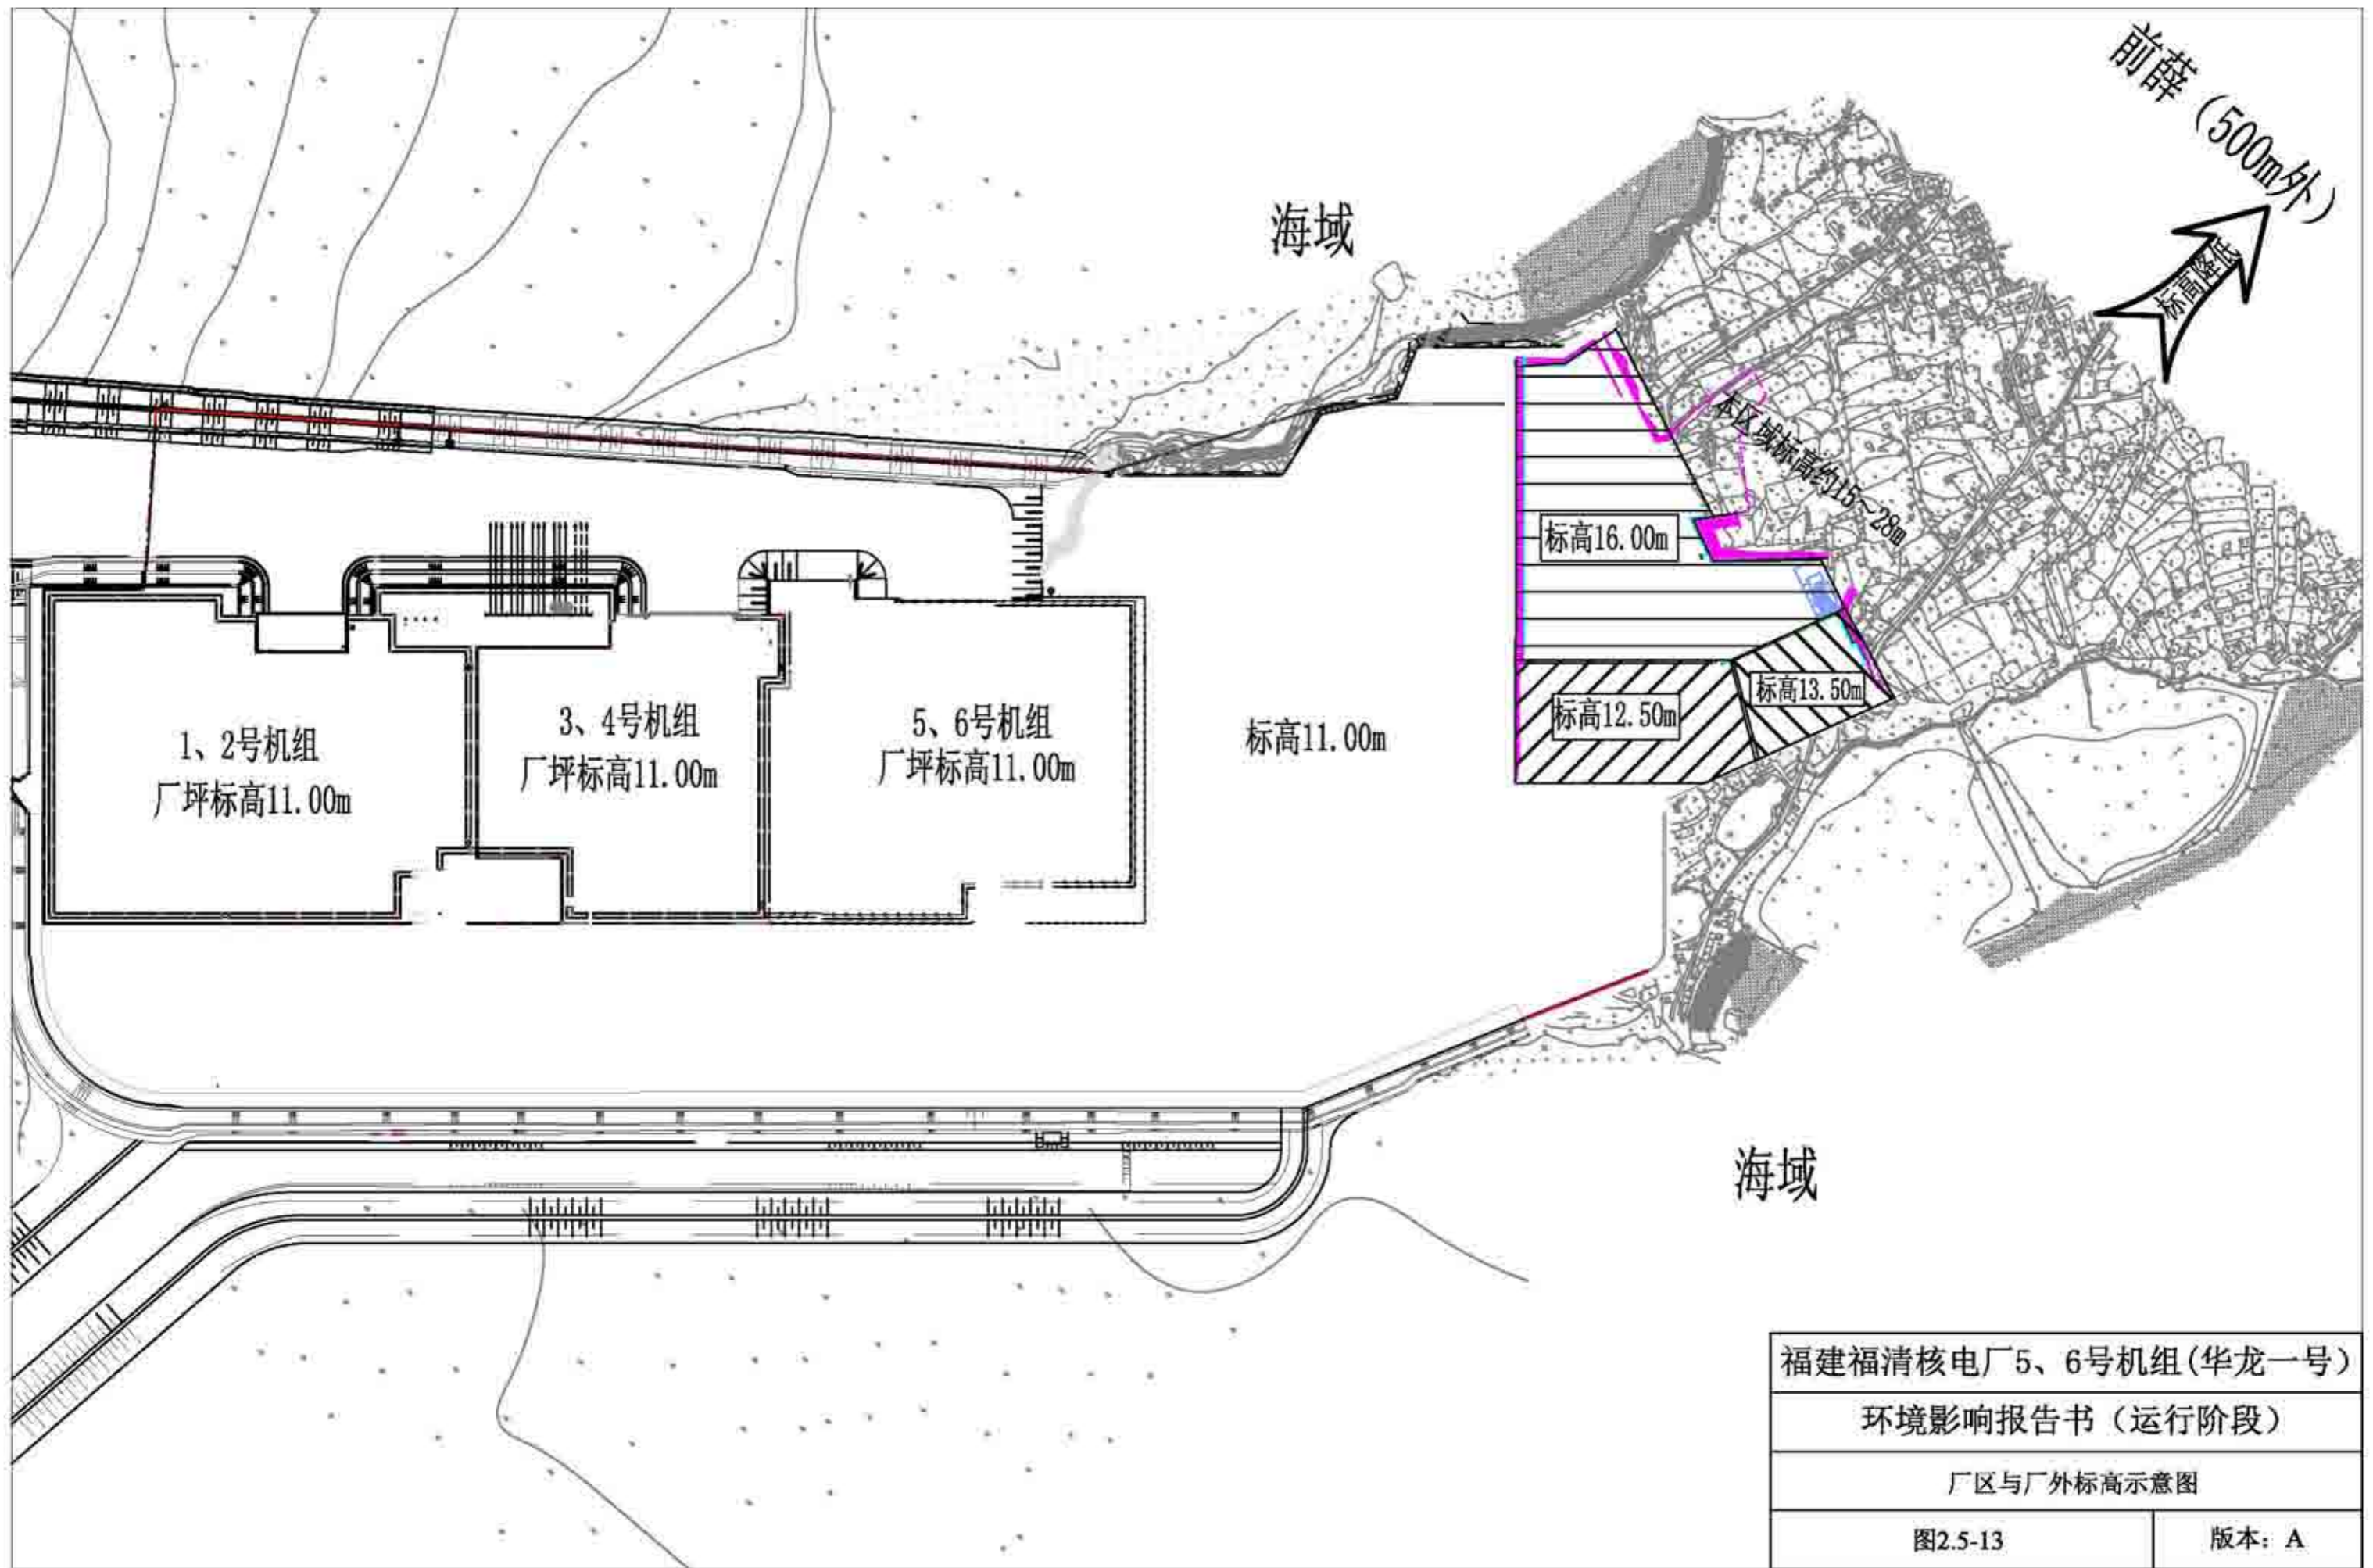 前薛（500m外）
标高降低
海域
本区域标高约15~28m
标高16.00m
标高13.50m
标高12.50m
1、2号机组
厂坪标高11.00m
3、4号机组
厂坪标高11.00m
5、6号机组
厂坪标高11.00m
标高11.00m
海域
福建福清核电厂5、6号机组(华龙一号）
环境影响报告书（运行阶段）
厂区与厂外标高示意图
图2.5-13
版本：A